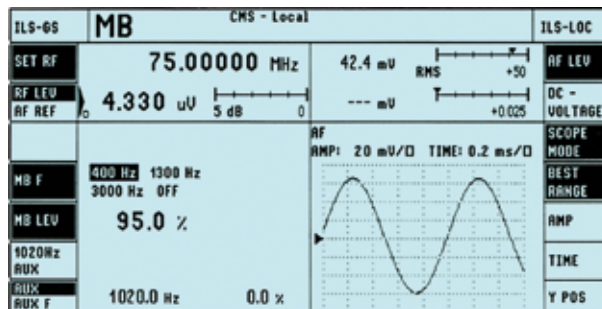 ILS-GS MB CMS - Local ILS-LOC
SET RF 75.00000 MHz 42.4 mV RMS +50 AF LEV
RF LEV 4.330 uV 5 dB 0 --- mV +0.025 DC -
AF REF VOLTAGE
AF SCOPE
AMP: 20 mV/□ TIME: 0.2 ms/□ MODE
MB F 400 Hz 1300 Hz BEST
3000 Hz OFF RANGE
MB LEV 95.0 % AMP
1020Hz TIME
AUX
AUX 1020.0 Hz 0.0 % Y POS
AUX F